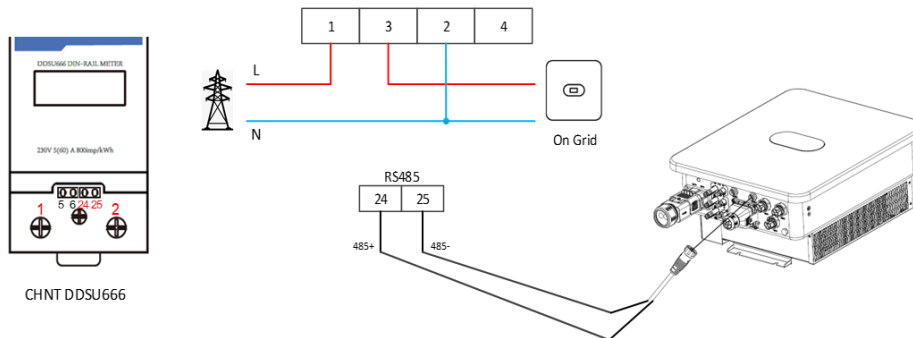 DDSU666 DIN-RAIL METER
230V 5(60) A 800imp/kWh
5 6 24 25
1 2
CHNT DDSU666
1 3 2 4
L
N
On Grid
RS485
24 25
485+ 485-